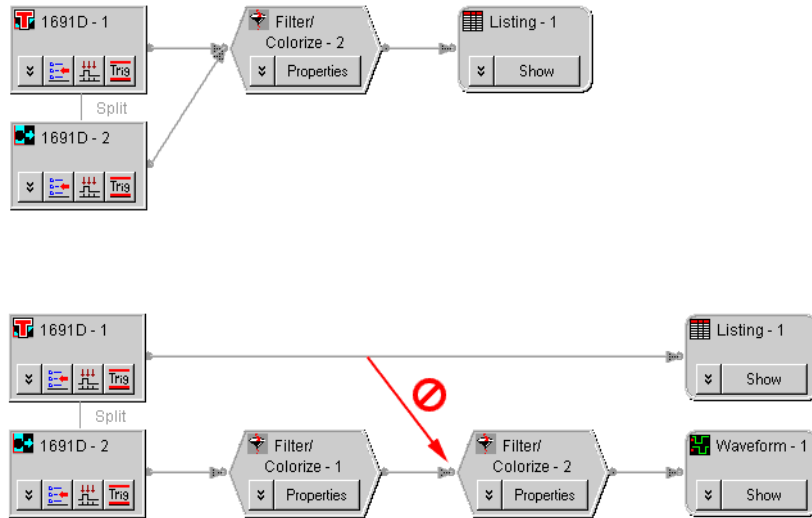 1691D - 1
Trig
Split
1691D - 2
Trig
Filter/
Colorize - 2
Properties
Listing - 1
Show
1691D - 1
Trig
Split
1691D - 2
Trig
Filter/
Colorize - 1
Properties
Filter/
Colorize - 2
Properties
Listing - 1
Show
Waveform - 1
Show